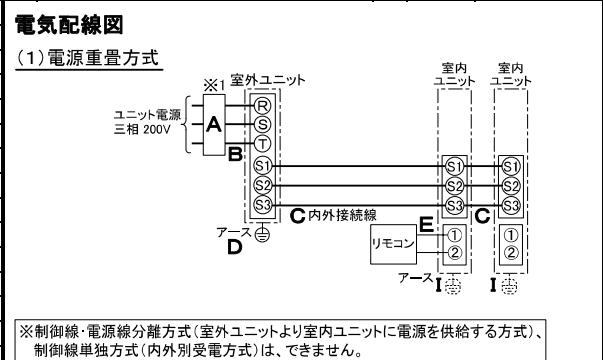 電気配線図
(1)電源重畳方式
※1
室外ユニット
室内
ユニット
室内
ユニット
ユニット電源
三相 200V
A
B
R
S
T
S1
S2
S3
S1
S2
S3
S1
S2
S3
C 内外接続線
C
アース
D
リモコン
E
①
②
①
②
アース I
I
※制御線・電源線分離方式(室外ユニットより室内ユニットに電源を供給する方式)、
制御線単独方式(内外別受電方式)は、できません。